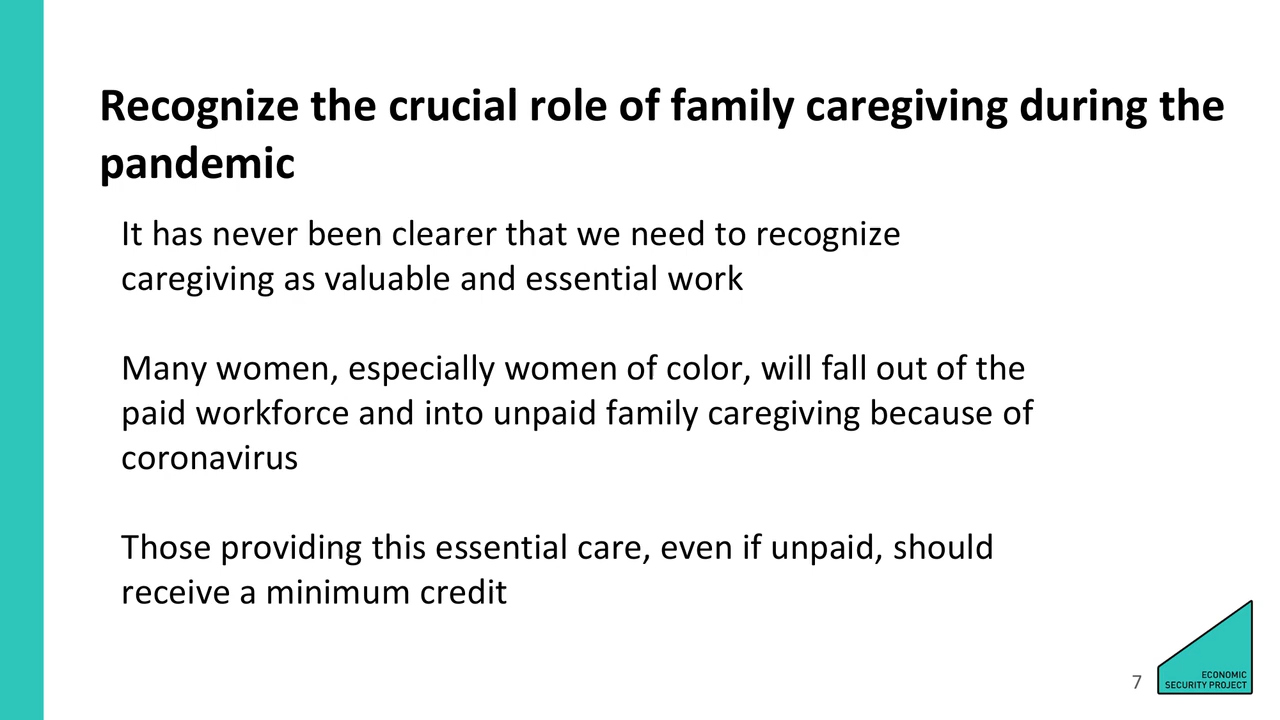 Recognize the crucial role of family caregiving during the
pandemic
It has never been clearer that we need to recognize
caregiving as valuable and essential work
Many women, especially women of color, will fall out of the
paid workforce and into unpaid family caregiving because of
coronavirus
Those providing this essential care, even if unpaid, should
receive a minimum credit
7
ECONOMIC
SECURITY PROJECT